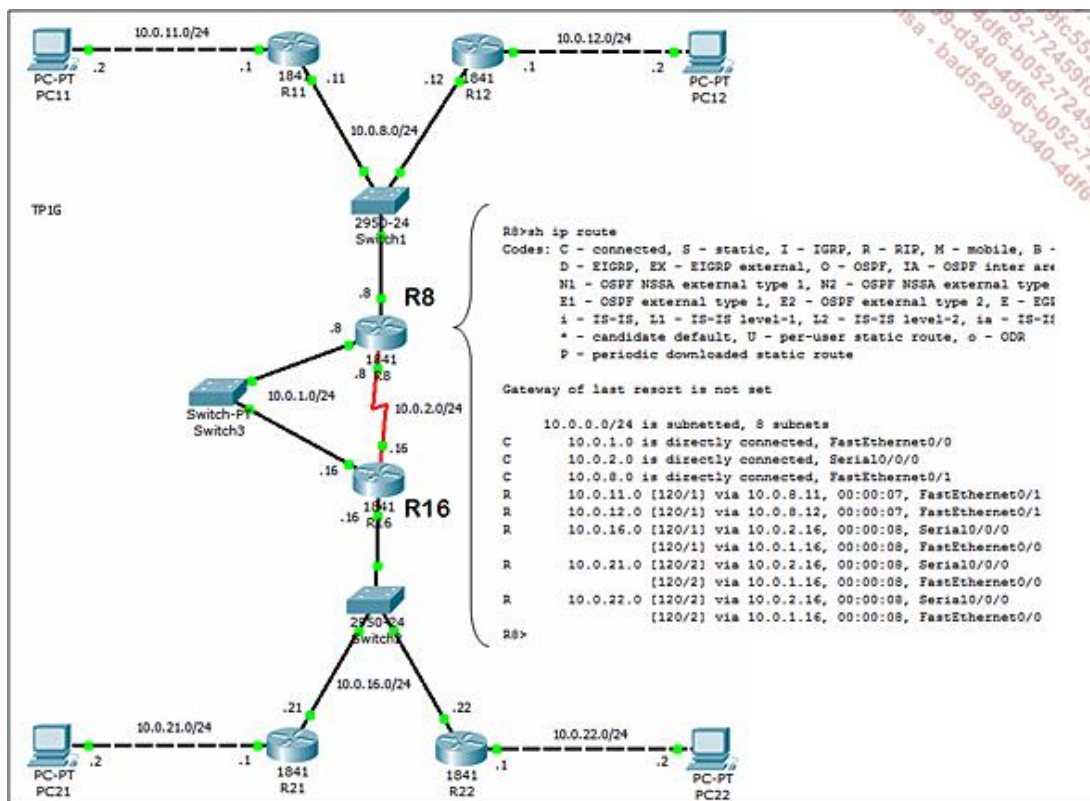 10.0.11.0/24
.2
.1
PC-PT
PC11
1841
R11
.11
10.0.12.0/24
.12
.1
.2
1841
R12
PC-PT
PC12
10.0.8.0/24
TP1G
2950-24
Switch1
.8
R8
.8
1841
R8
.8
10.0.1.0/24
10.0.2.0/24
Switch-PT
Switch3
.16
.16
R16
1841
R16
.16
2950-24
Switch2
10.0.16.0/24
.21
.22
10.0.21.0/24
.2
.1
PC-PT
PC21
1841
R21
10.0.22.0/24
.1
.2
1841
R22
PC-PT
PC22
R8>sh ip route
Codes: C - connected, S - static, I - IGRP, R - RIP, M - mobile, B -
D - EIGRP, EX - EIGRP external, O - OSPF, IA - OSPF inter are
N1 - OSPF NSSA external type 1, N2 - OSPF NSSA external type
E1 - OSPF external type 1, E2 - OSPF external type 2, E - EGP
i - IS-IS, L1 - IS-IS level-1, L2 - IS-IS level-2, ia - IS-IS
* - candidate default, U - per-user static route, o - ODR
P - periodic downloaded static route
Gateway of last resort is not set
10.0.0.0/24 is subnetted, 8 subnets
C 10.0.1.0 is directly connected, FastEthernet0/0
C 10.0.2.0 is directly connected, Serial0/0/0
C 10.0.8.0 is directly connected, FastEthernet0/1
R 10.0.11.0 [120/1] via 10.0.8.11, 00:00:07, FastEthernet0/1
R 10.0.12.0 [120/1] via 10.0.8.12, 00:00:07, FastEthernet0/1
R 10.0.16.0 [120/1] via 10.0.2.16, 00:00:08, Serial0/0/0
[120/1] via 10.0.1.16, 00:00:08, FastEthernet0/0
R 10.0.21.0 [120/2] via 10.0.2.16, 00:00:08, Serial0/0/0
[120/2] via 10.0.1.16, 00:00:08, FastEthernet0/0
R 10.0.22.0 [120/2] via 10.0.2.16, 00:00:08, Serial0/0/0
[120/2] via 10.0.1.16, 00:00:08, FastEthernet0/0
R8>